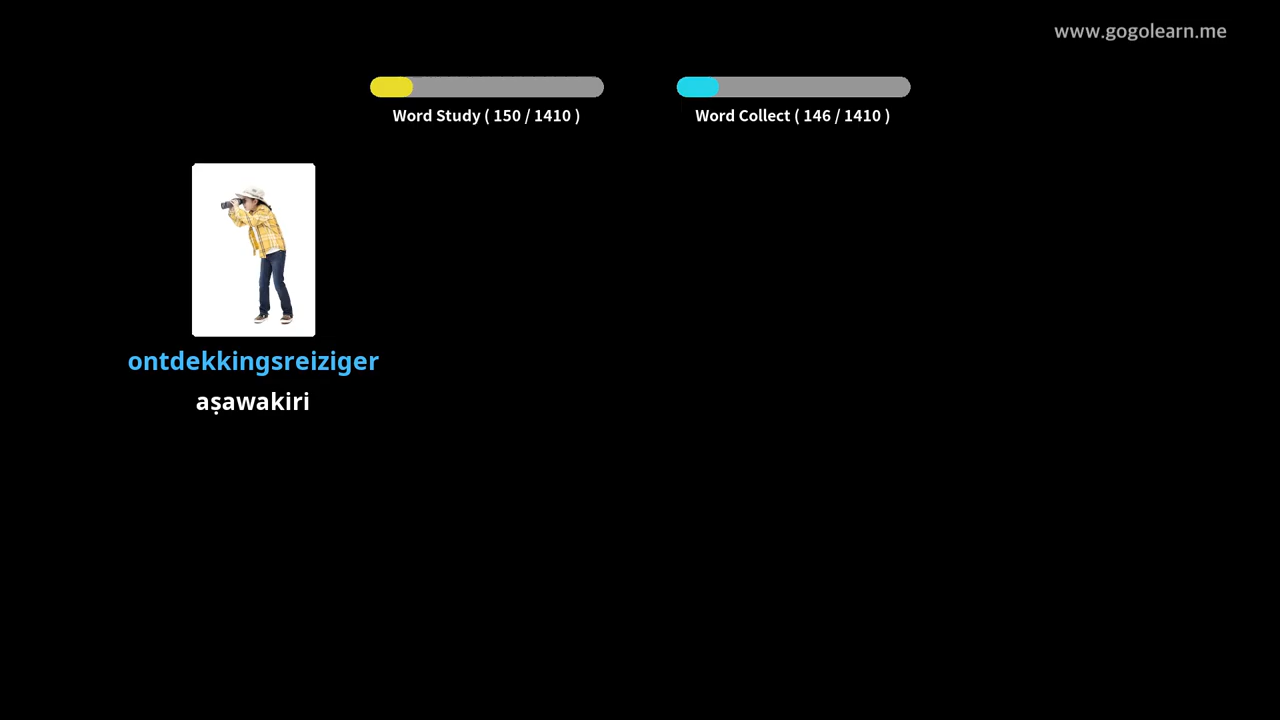 www.gogolearn.me
Word Study ( 150 / 1410 )
Word Collect ( 146 / 1410 )
ontdekkingsreiziger
aṣawakiri